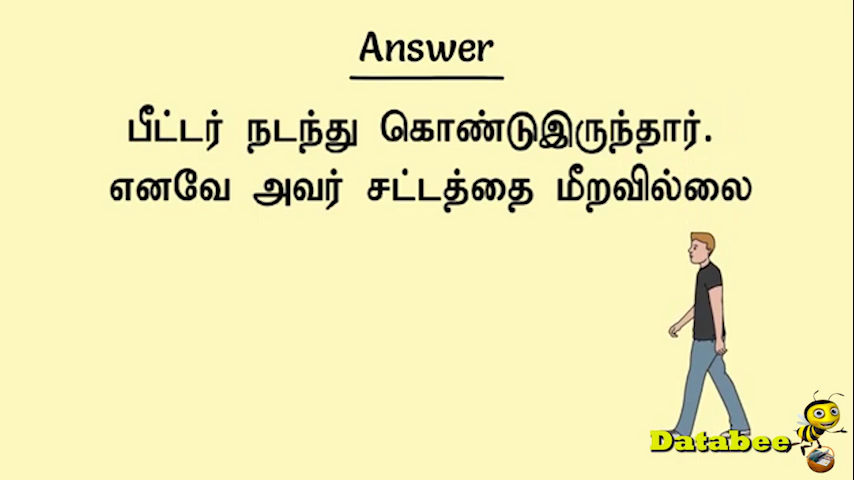 Answer
பீட்டர் நடந்து கொண்டுஇருந்தார்.
எனவே அவர் சட்டத்தை மீறவில்லை
Databee